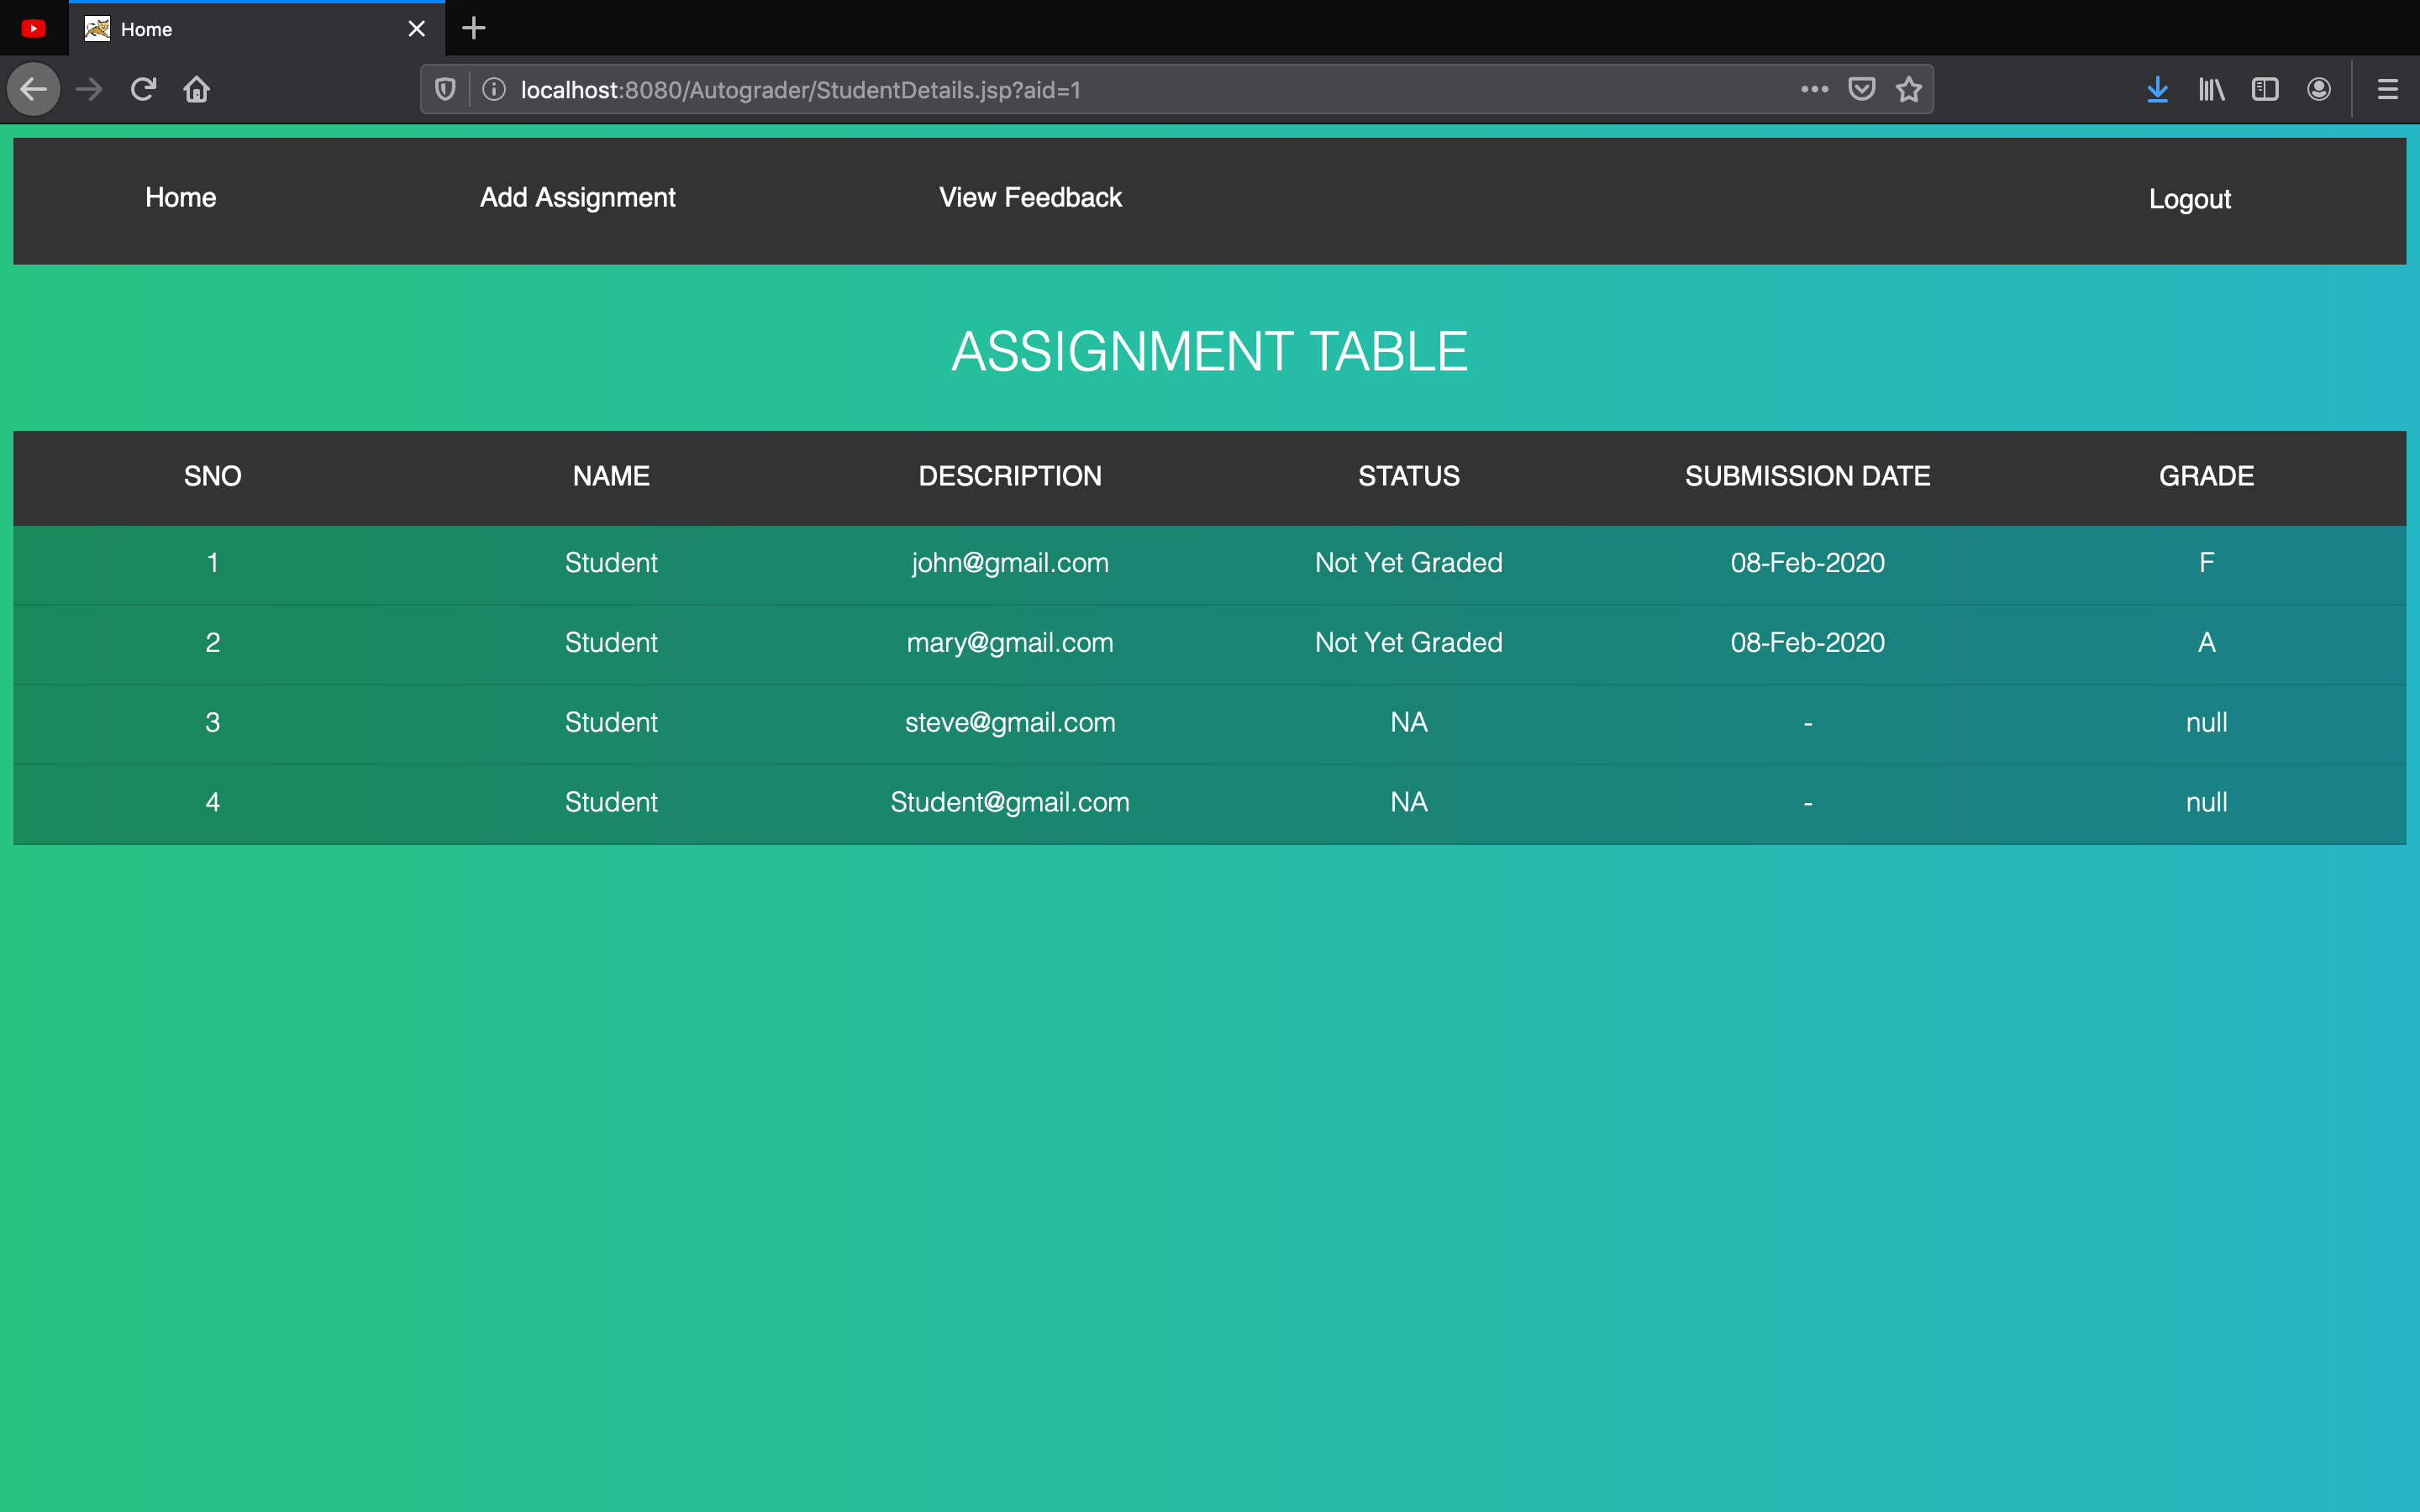 Home
localhost:8080/Autograder/StudentDetails.jsp?aid=1
Home Add Assignment View Feedback Logout
ASSIGNMENT TABLE
SNO NAME DESCRIPTION STATUS SUBMISSION DATE GRADE
1 Student john@gmail.com Not Yet Graded 08-Feb-2020 F
2 Student mary@gmail.com Not Yet Graded 08-Feb-2020 A
3 Student steve@gmail.com NA - null
4 Student Student@gmail.com NA - null